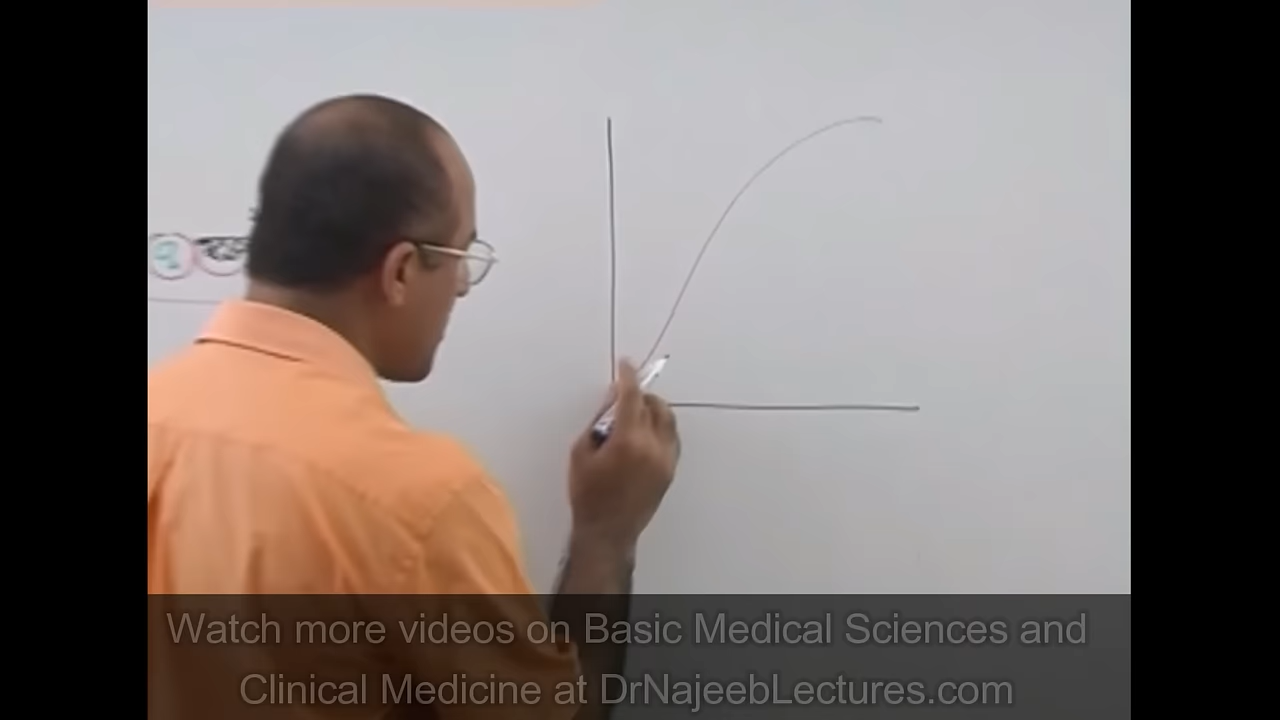 Watch more videos on Basic Medical Sciences and
Clinical Medicine at DrNajeebLectures.com